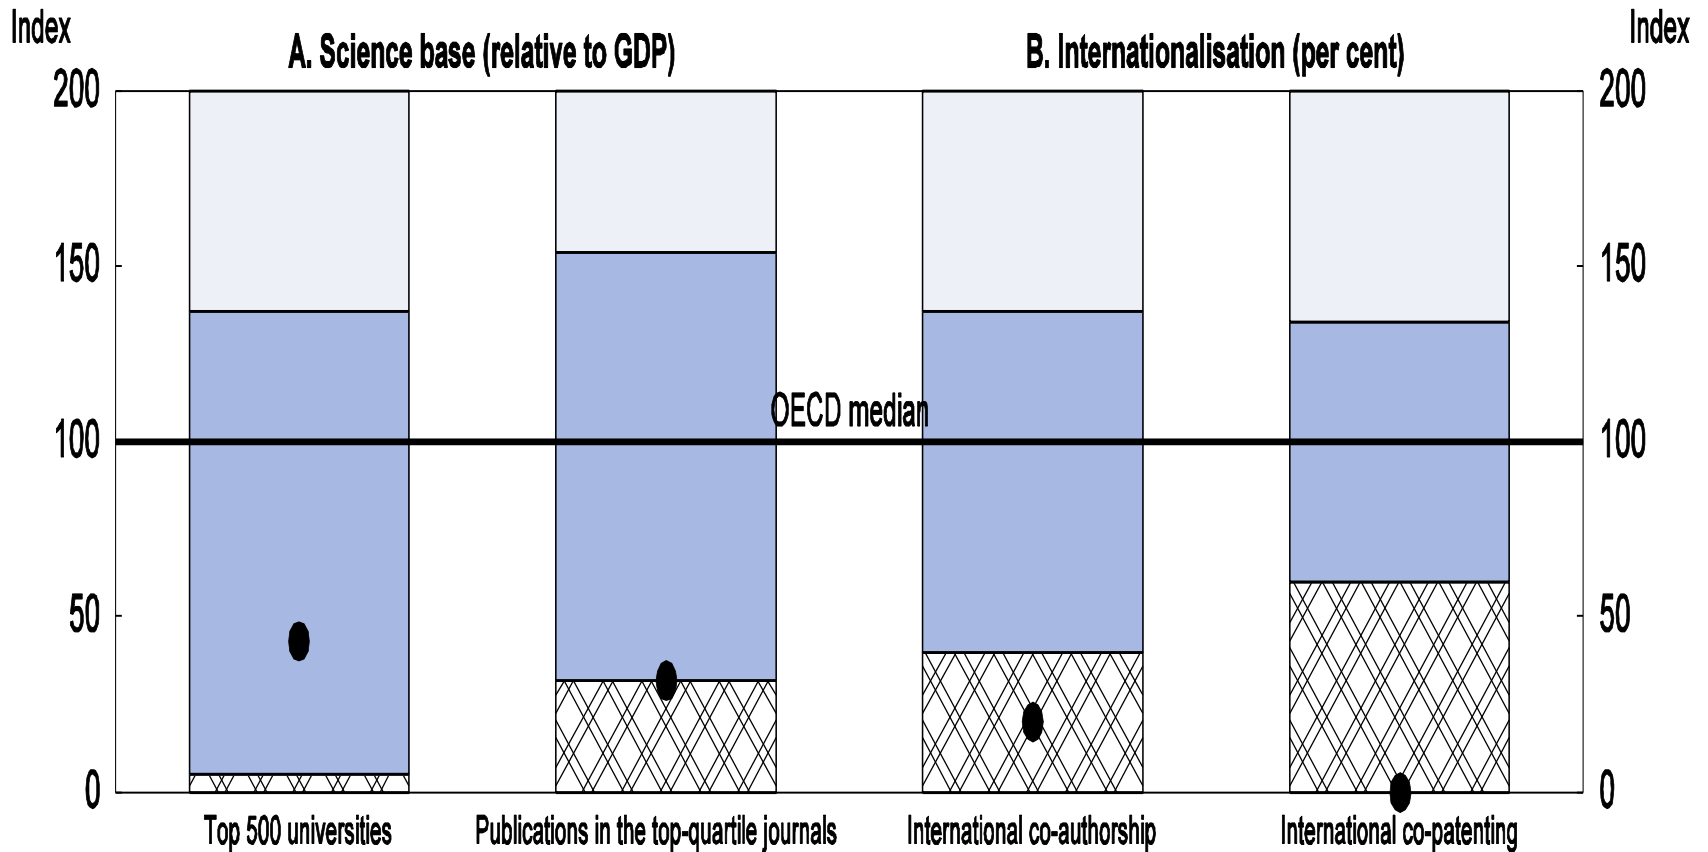 Index
Index
A. Science base (relative to GDP)
B. Internationalisation (per cent)
200
200
150
150
OECD median
100
100
50
50
0
0
Top 500 universities
Publications in the top-quartile journals
International co-authorship
International co-patenting